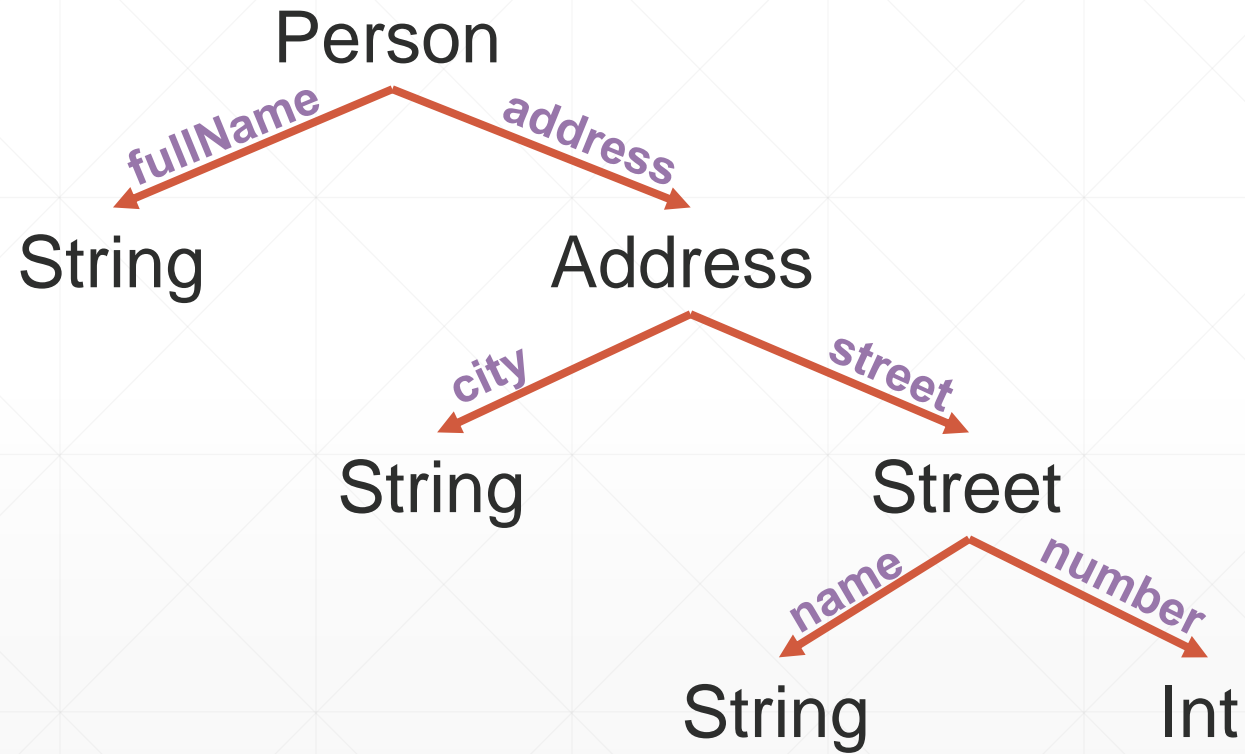 Person
fullName
address
String
Address
city
street
String
Street
name
number
String
Int